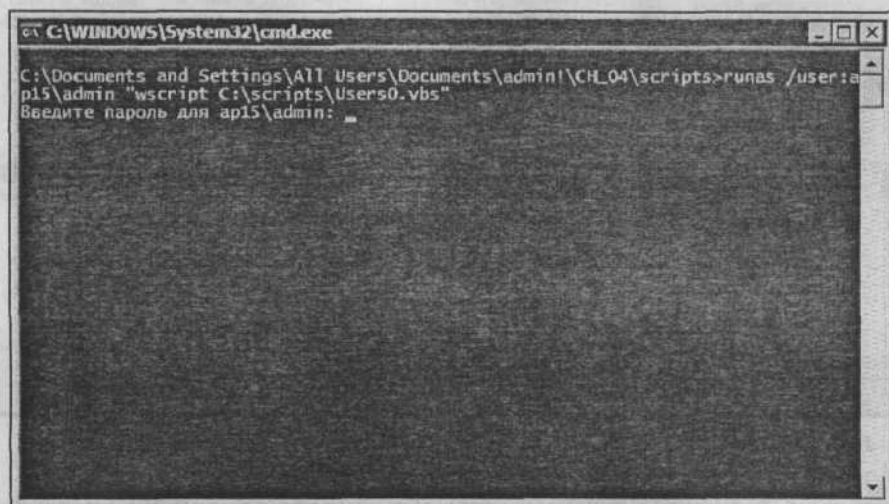 C:\WINDOWS\System32\cmd.exe
C:\Documents and Settings\All Users\Documents\admin!\CH_04\scripts>runas /user:a
p15\admin "wscript C:\scripts\Users0.vbs"
Введите пароль для ap15\admin: _